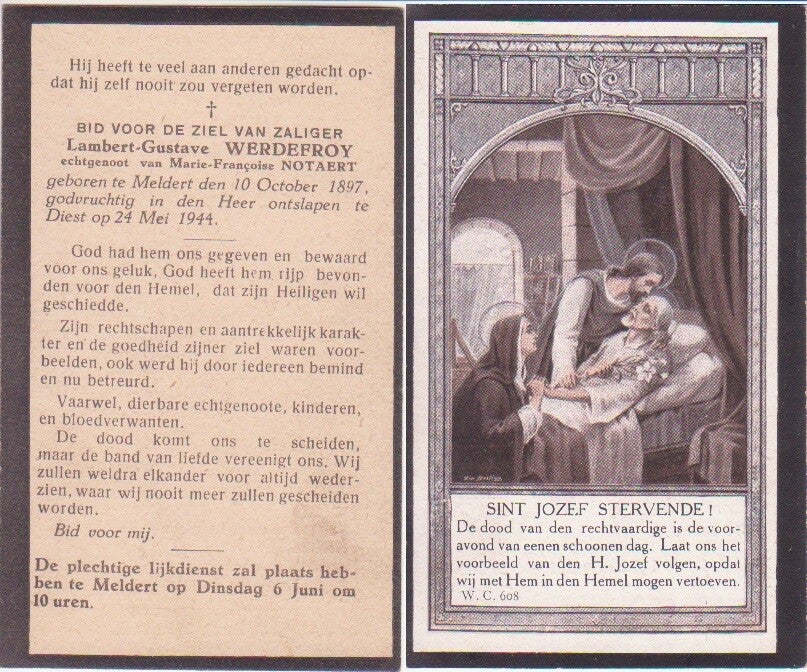 Hij heeft te veel aan anderen gedacht op-
dat hij zelf nooit zou vergeten worden.
†
BID VOOR DE ZIEL VAN ZALIGER
Lambert-Gustave WERDEFROY
echtgenoot van Marie-Françoise NOTAERT
geboren te Meldert den 10 October 1897,
godvruchtig in den Heer ontslapen te
Diest op 24 Mei 1944.
God had hem ons gegeven en bewaard
voor ons geluk, God heeft hem rijp bevon-
den voor den Hemel, dat zijn Heiligen wil
geschiedde.
Zijn rechtschapen en aantrekkelijk karak-
ter en de goedheid zijner ziel waren voor-
beelden, ook werd hij door iedereen bemind
en nu betreurd.
Vaarwel, dierbare echtgenoote, kinderen,
en bloedverwanten.
De dood komt ons te scheiden,
maar de band van liefde vereenigt ons. Wij
zullen weldra elkander voor altijd weder-
zien, waar wij nooit meer zullen gescheiden
worden.
Bid voor mij.
De plechtige lijkdienst zal plaats heb-
ben te Meldert op Dinsdag 6 Juni om
10 uren.
SINT JOZEF STERVENDE!
De dood van den rechtvaardige is de voor-
avond van eenen schoonen dag. Laat ons het
voorbeeld van den H. Jozef volgen, opdat
wij met Hem in den Hemel mogen vertoeven.
W. C. 608